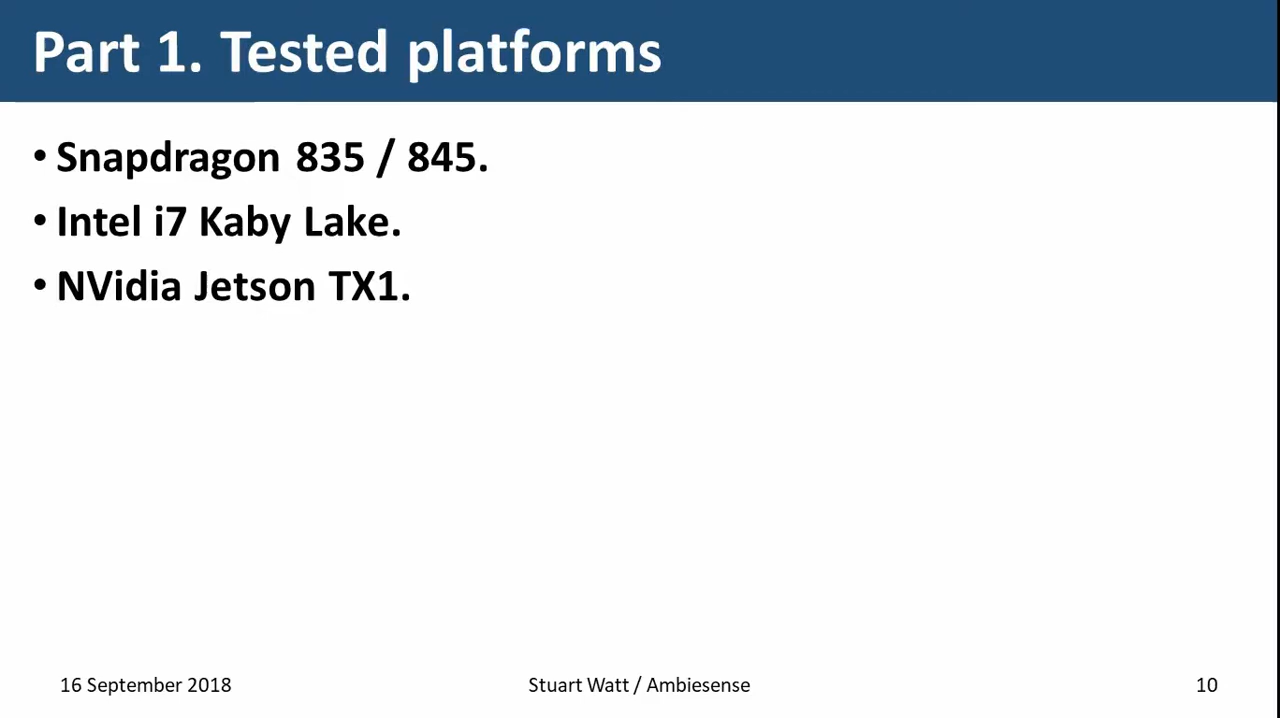 Part 1. Tested platforms
• Snapdragon 835 / 845.
• Intel i7 Kaby Lake.
• NVidia Jetson TX1.
16 September 2018
Stuart Watt / Ambiesense
10